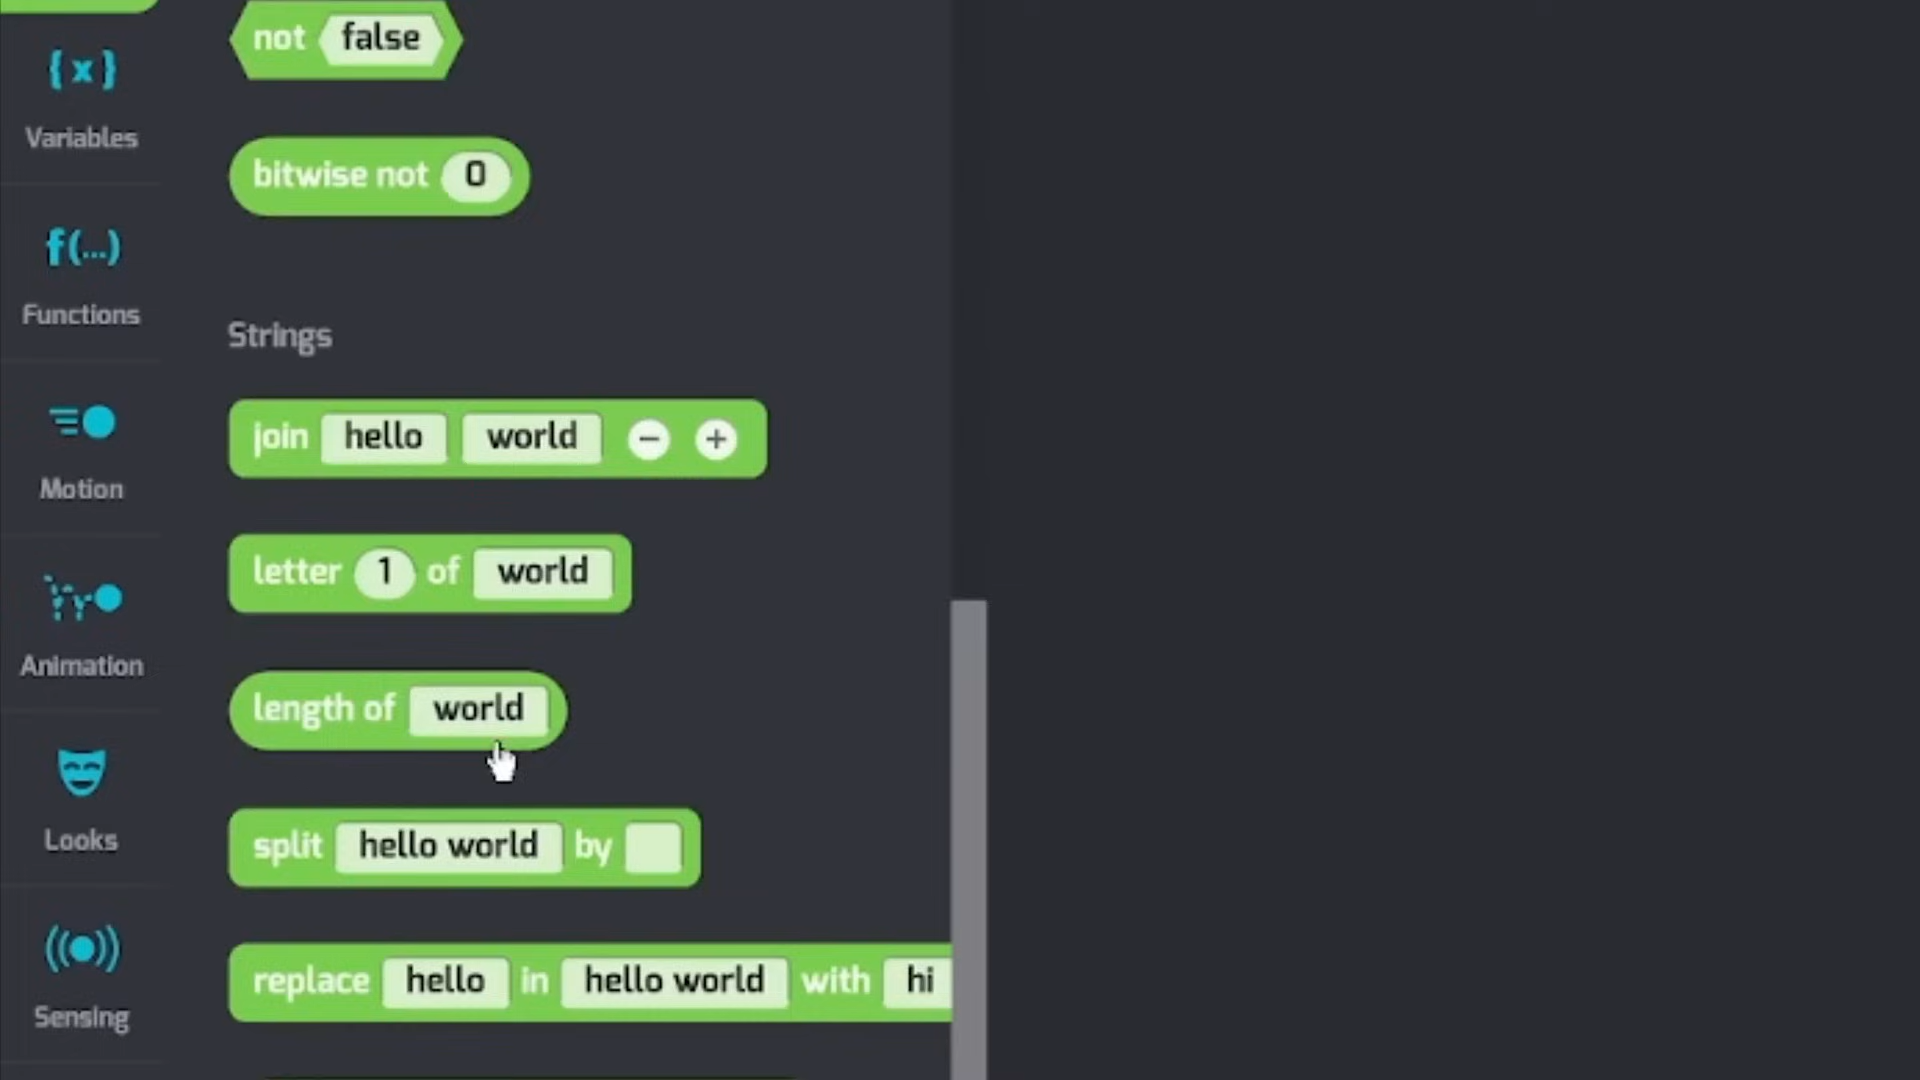 not false
{x}
Variables
bitwise not 0
f(...)
Functions
Strings
join hello world − +
Motion
letter 1 of world
Animation
length of world
Looks
split hello world by
replace hello in hello world with hi
Sensing